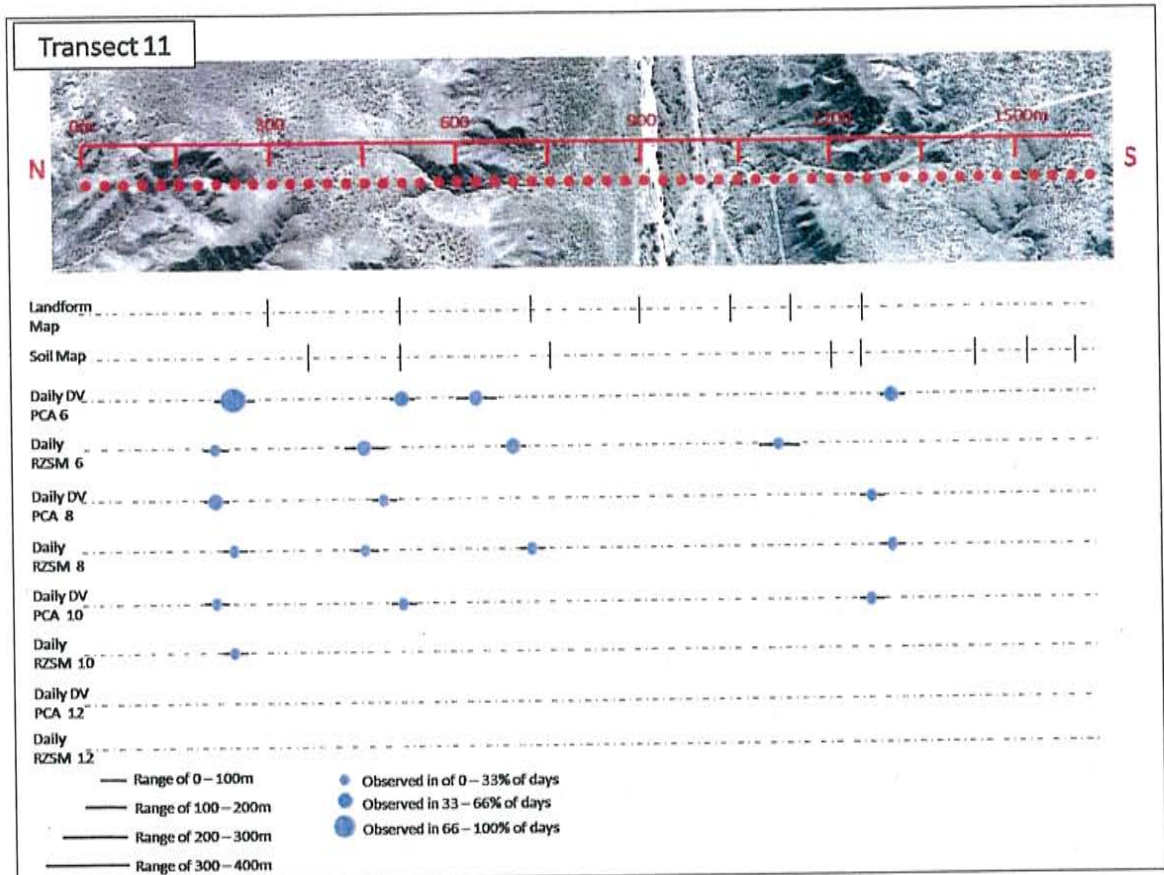 Transect 11
300
600
900
1200
1500m
N
S
Landform
Map
Soil Map
Daily DV
PCA 6
Daily
RZSM 6
Daily DV
PCA 8
Daily
RZSM 8
Daily DV
PCA 10
Daily
RZSM 10
Daily DV
PCA 12
Daily
RZSM 12
Range of 0–100m
Range of 100–200m
Range of 200–300m
Range of 300–400m
Observed in of 0–33% of days
Observed in 33–66% of days
Observed in 66–100% of days